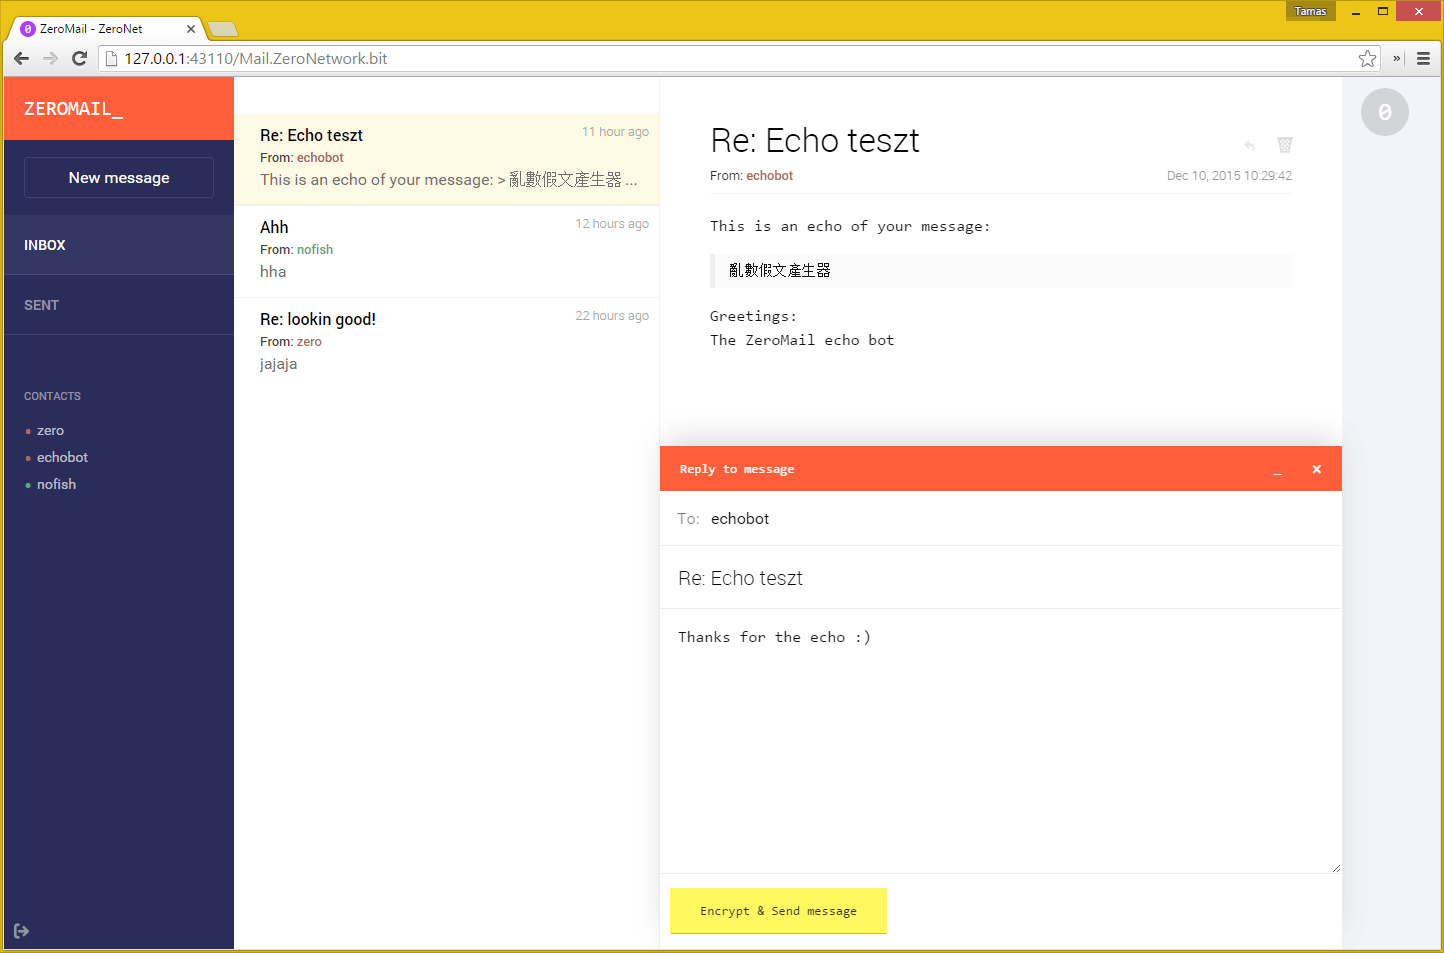 Tamas
ZeroMail - ZeroNet
127.0.0.1:43110/Mail.ZeroNetwork.bit
ZEROMAIL_
New message
INBOX
SENT
CONTACTS
zero
echobot
nofish
Re: Echo teszt
11 hour ago
From: echobot
This is an echo of your message: > 亂數假文產生器 ...
Ahh
12 hours ago
From: nofish
hha
Re: lookin good!
22 hours ago
From: zero
jajaja
Re: Echo teszt
From: echobot
Dec 10, 2015 10:29:42
This is an echo of your message:
亂數假文產生器
Greetings:
The ZeroMail echo bot
Reply to message
To: echobot
Re: Echo teszt
Thanks for the echo :)
Encrypt & Send message
0